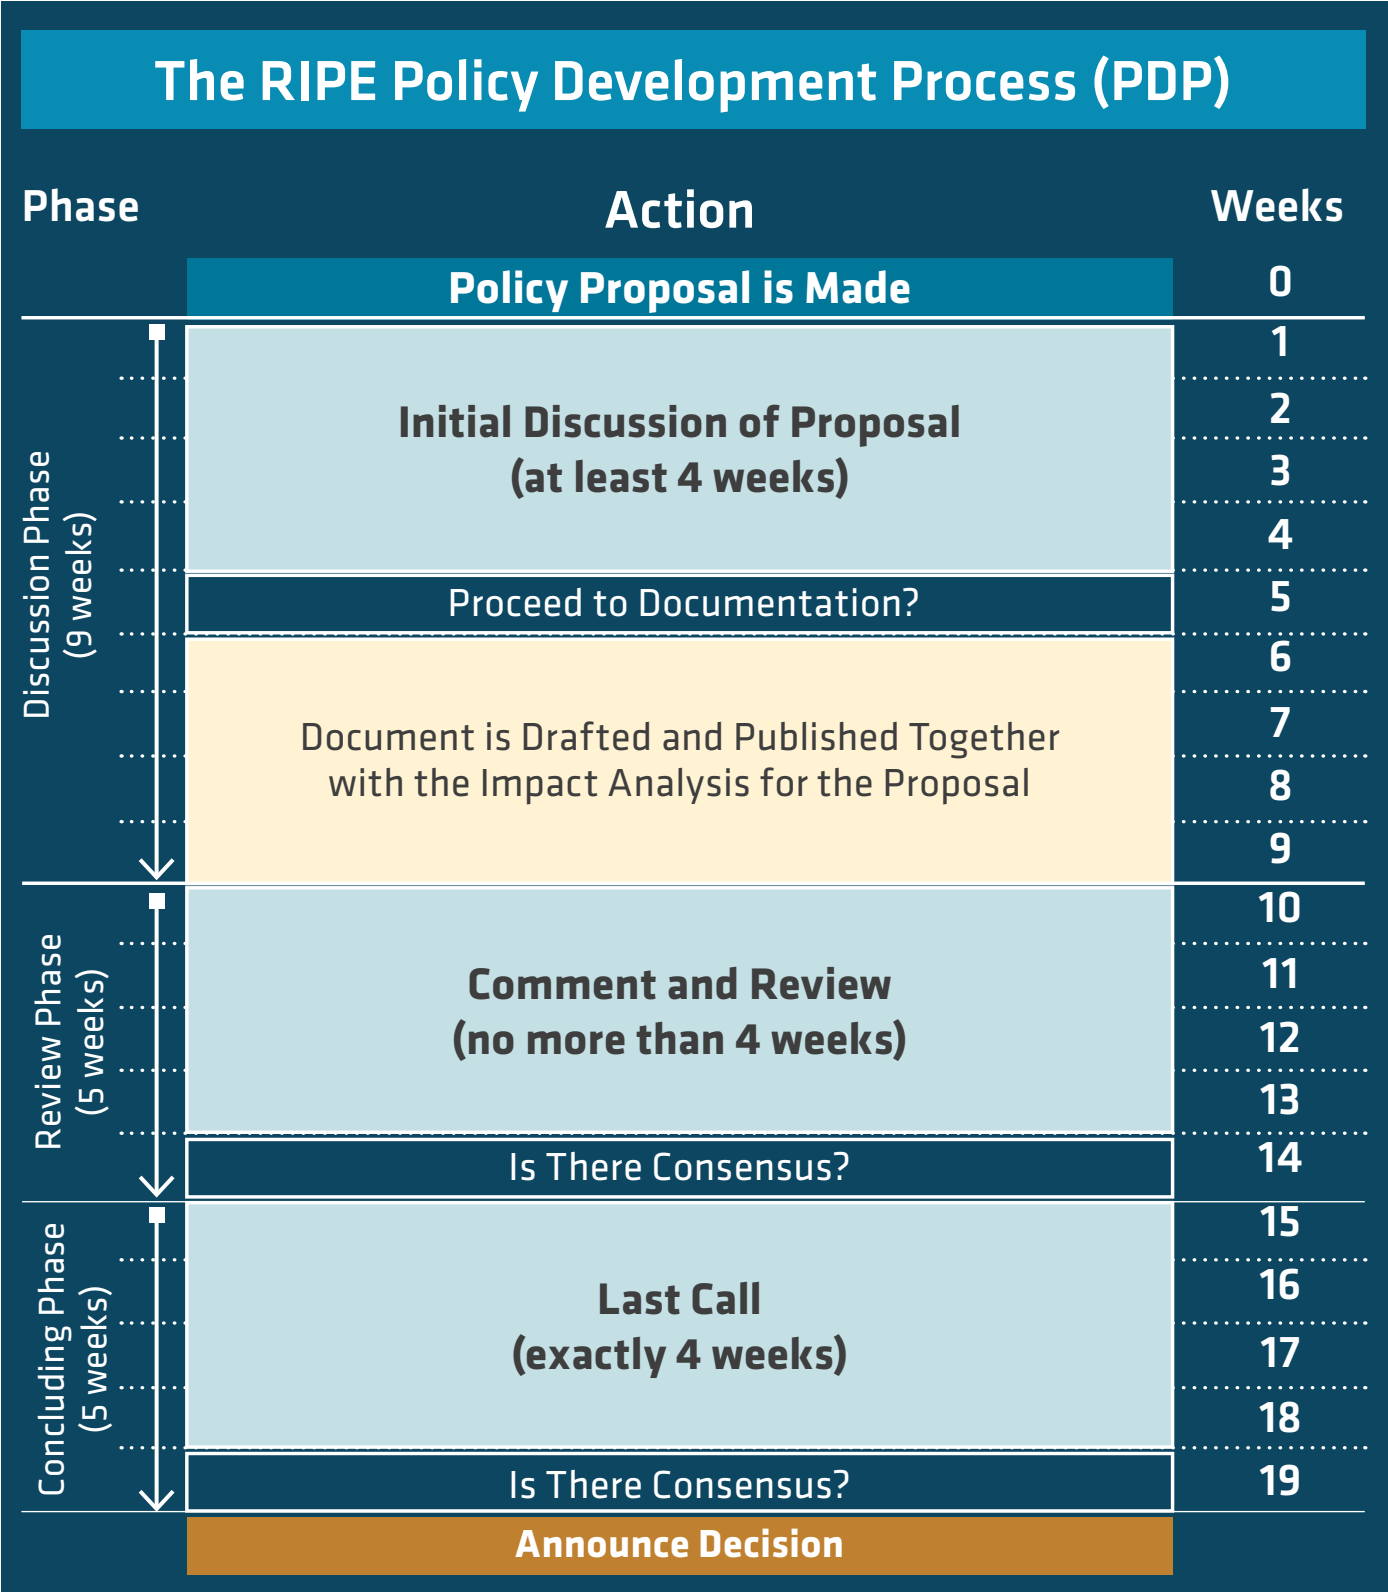 The RIPE Policy Development Process (PDP)
Phase
Action
Weeks
Policy Proposal is Made
0
Discussion Phase
(9 weeks)
Initial Discussion of Proposal
(at least 4 weeks)
1
2
3
4
Proceed to Documentation?
5
Document is Drafted and Published Together
with the Impact Analysis for the Proposal
6
7
8
9
Review Phase
(5 weeks)
Comment and Review
(no more than 4 weeks)
10
11
12
13
Is There Consensus?
14
Concluding Phase
(5 weeks)
Last Call
(exactly 4 weeks)
15
16
17
18
Is There Consensus?
19
Announce Decision